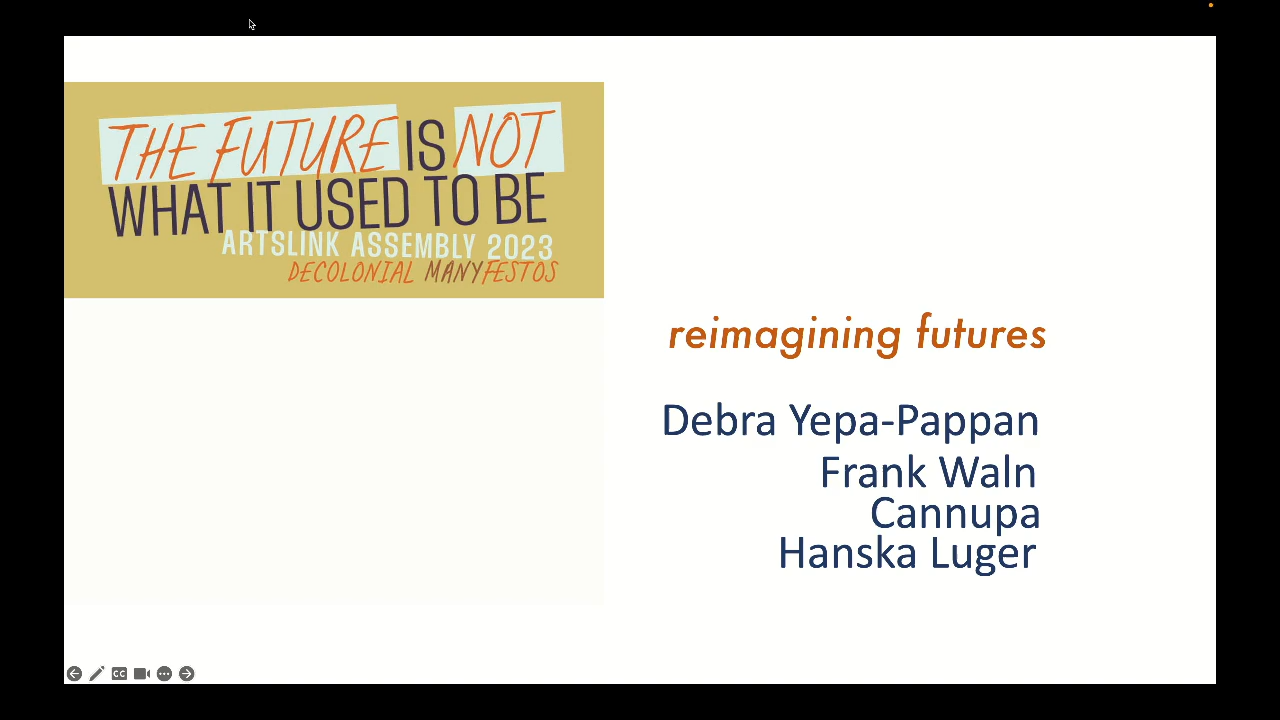 THE FUTURE IS NOT
WHAT IT USED TO BE
ARTSLINK ASSEMBLY 2023
DECOLONIAL MANYFESTOS
reimagining futures
Debra Yepa-Pappan
Frank Waln
Cannupa
Hanska Luger
CC